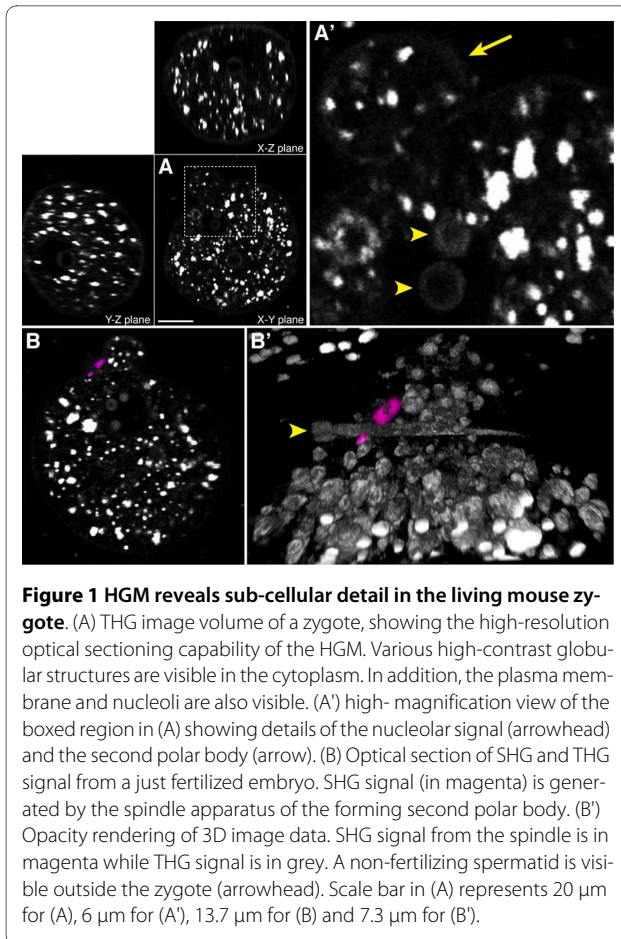 X-Z plane
A'
A
Y-Z plane
X-Y plane
B
B'
Figure 1 HGM reveals sub-cellular detail in the living mouse zy-
gote. (A) THG image volume of a zygote, showing the high-resolution
optical sectioning capability of the HGM. Various high-contrast globu-
lar structures are visible in the cytoplasm. In addition, the plasma mem-
brane and nucleoli are also visible. (A') high- magnification view of the
boxed region in (A) showing details of the nucleolar signal (arrowhead)
and the second polar body (arrow). (B) Optical section of SHG and THG
signal from a just fertilized embryo. SHG signal (in magenta) is gener-
ated by the spindle apparatus of the forming second polar body. (B')
Opacity rendering of 3D image data. SHG signal from the spindle is in
magenta while THG signal is in grey. A non-fertilizing spermatid is visi-
ble outside the zygote (arrowhead). Scale bar in (A) represents 20 μm
for (A), 6 μm for (A'), 13.7 μm for (B) and 7.3 μm for (B').